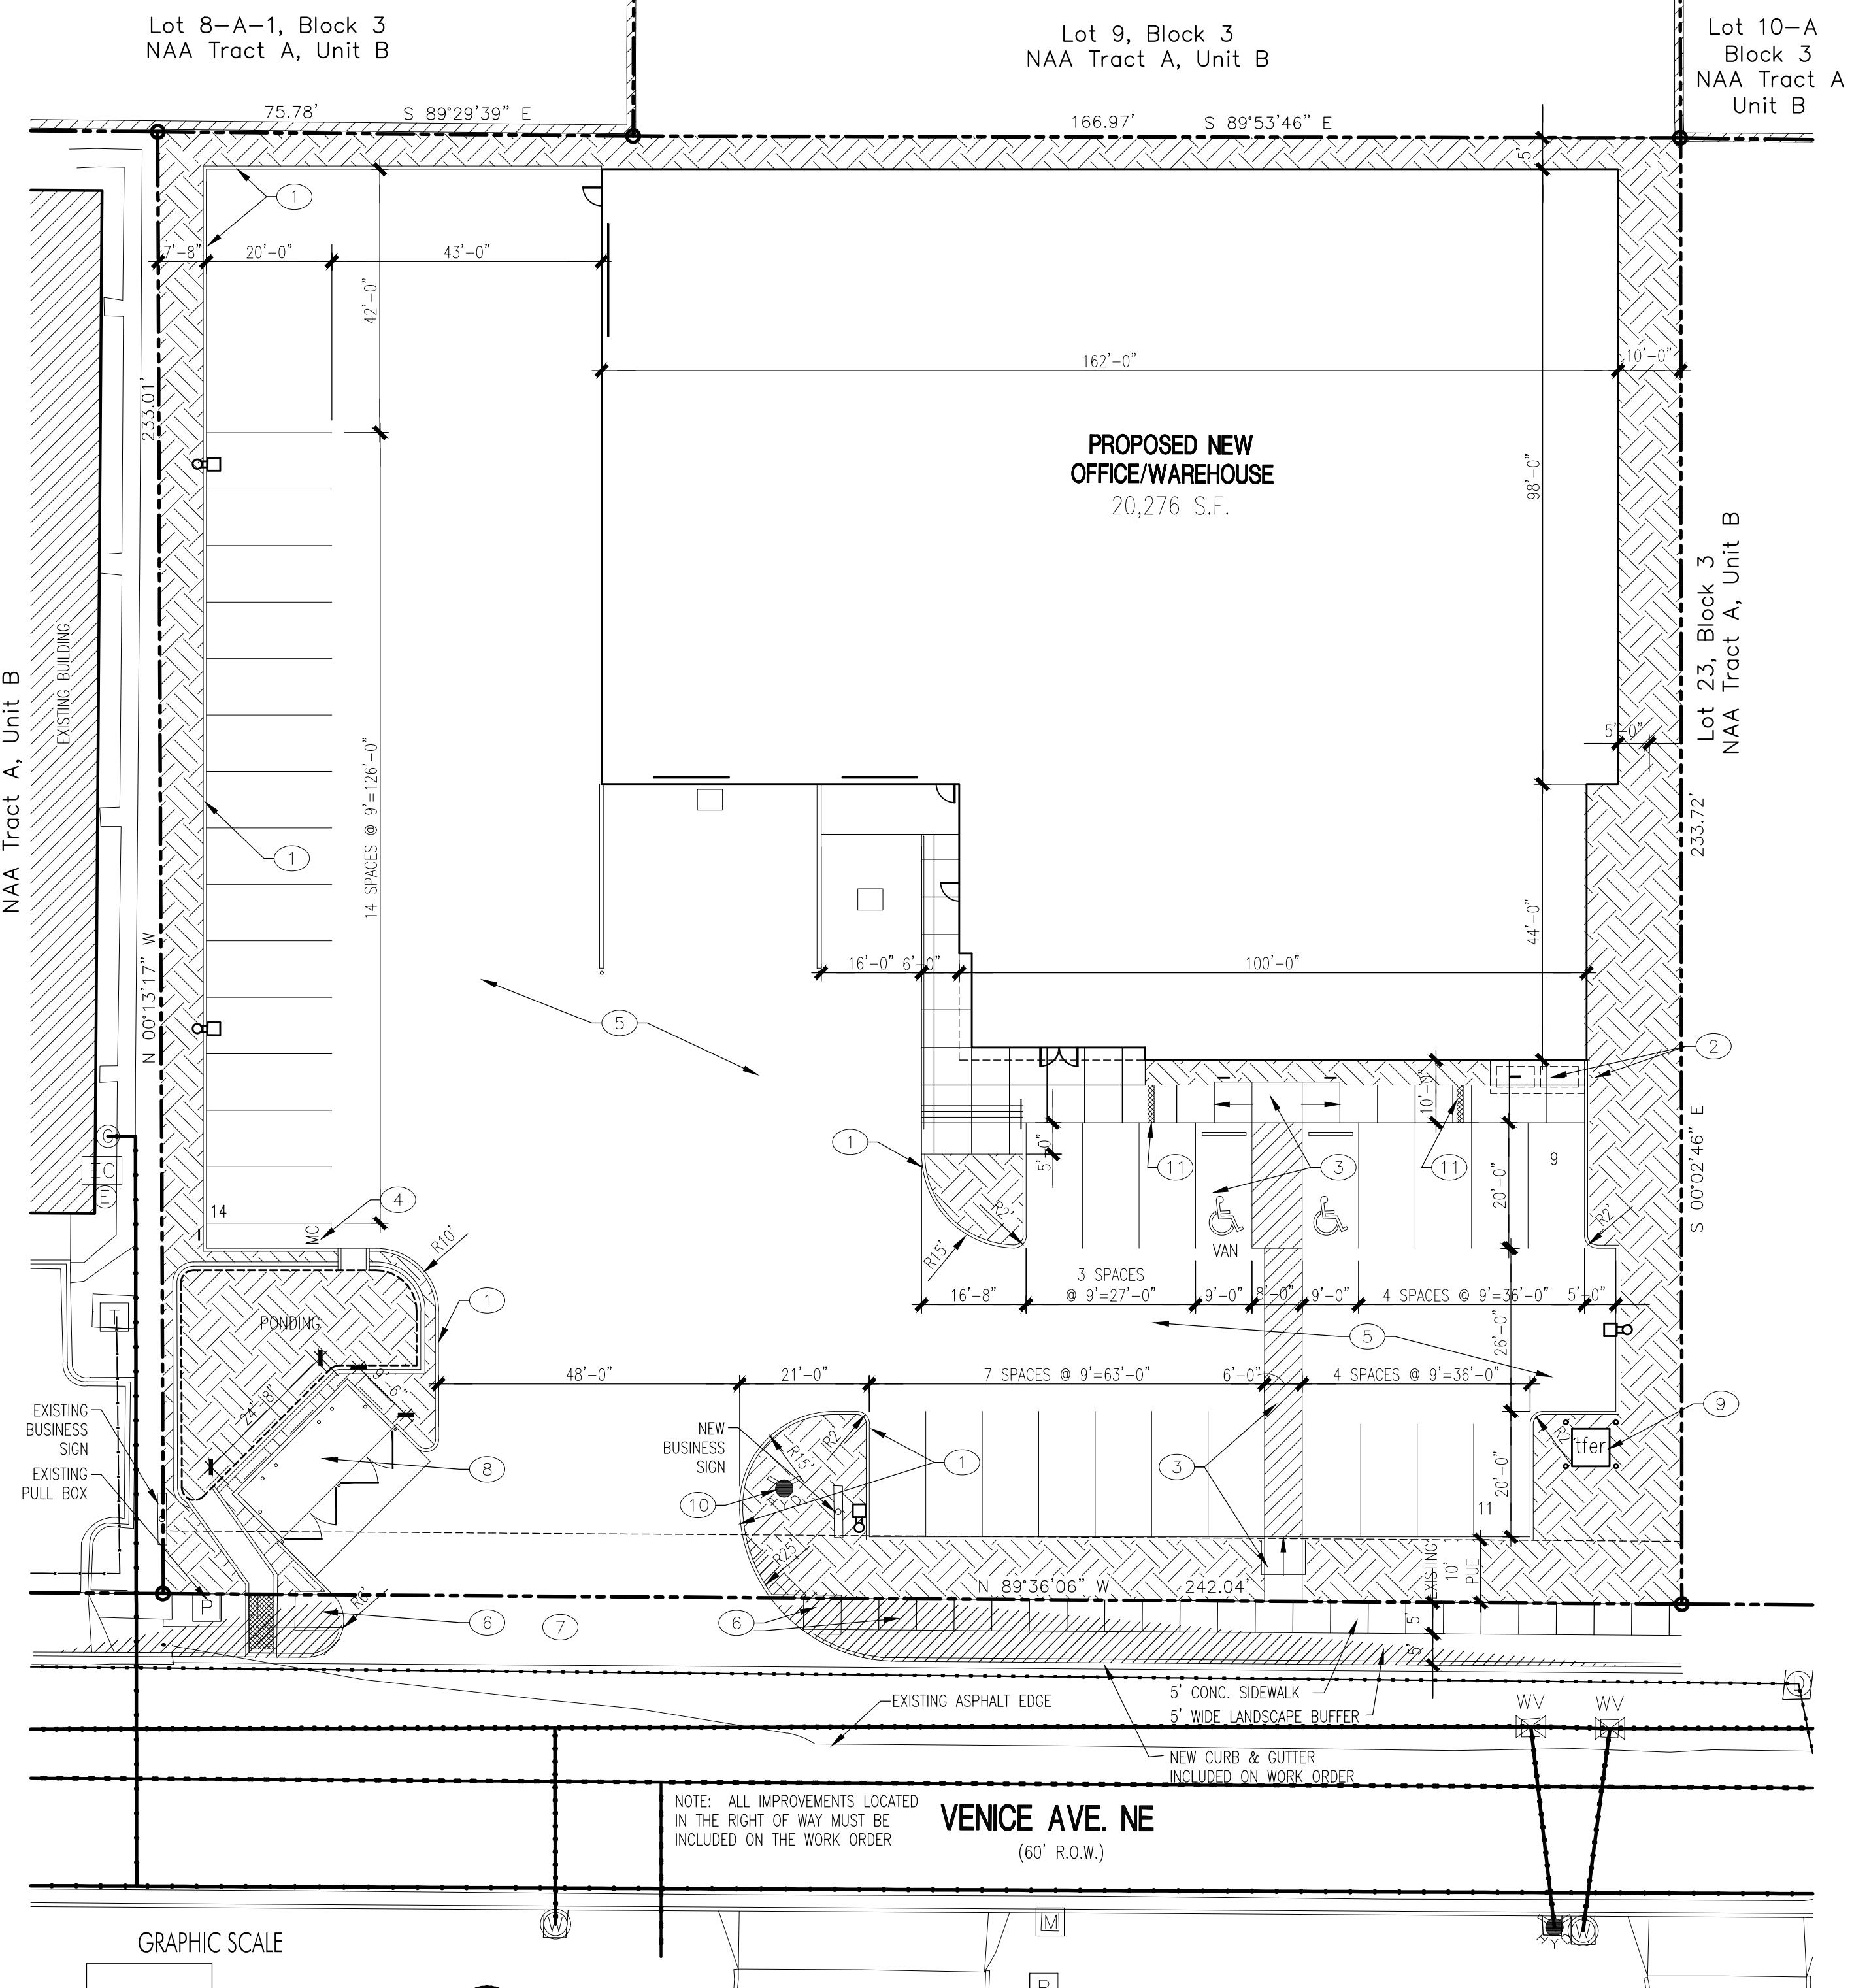 Lot 8-A-1, Block 3
NAA Tract A, Unit B
Lot 9, Block 3
NAA Tract A, Unit B
Lot 10-A
Block 3
NAA Tract A
Unit B
75.78' S 89°29'39" E
166.97' S 89°53'46" E
5'
1
7'-8" 20'-0" 43'-0"
42'-0"
162'-0" 10'-0"
233.01'
PROPOSED NEW
OFFICE/WAREHOUSE
20,276 S.F.
98'-0"
Lot 23, Block 3
NAA Tract A, Unit B
NAA Tract A, Unit B
EXISTING BUILDING
5'-0"
14 SPACES @ 9'=126'-0"
1
233.72'
44'-0"
N 00°13'17" W
16'-0" 6'-0" 100'-0"
5
2
10'-0"
S 00°02'46" E
1
5'-0"
11
3
11
9
20'-0"
EC
E
14
4
MC
R10'
R2'
R15'
R2'
VAN
3 SPACES
@ 9'=27'-0"
16'-8" 9'-0" 8'-0" 9'-0" 4 SPACES @ 9'=36'-0" 5'-0"
1
T
PONDING
5
26'-0"
48'-0" 21'-0" 7 SPACES @ 9'=63'-0" 6'-0" 4 SPACES @ 9'=36'-0"
24'-8"
EXISTING
BUSINESS
SIGN
EXISTING
PULL BOX
8
NEW
BUSINESS
SIGN
R15'
R2'
1
3
10
HYD
R2'
tfer
9
20'-0"
11
R25'
EXISTING
10'
PUE
N 89°36'06" W 242.04'
P
R6'
6
7
6
5'
5'
EXISTING ASPHALT EDGE
5' CONC. SIDEWALK
5' WIDE LANDSCAPE BUFFER
D
WV WV
NEW CURB & GUTTER
INCLUDED ON WORK ORDER
NOTE: ALL IMPROVEMENTS LOCATED
IN THE RIGHT OF WAY MUST BE
INCLUDED ON THE WORK ORDER
VENICE AVE. NE
(60' R.O.W.)
W
M
HYD
W
GRAPHIC SCALE